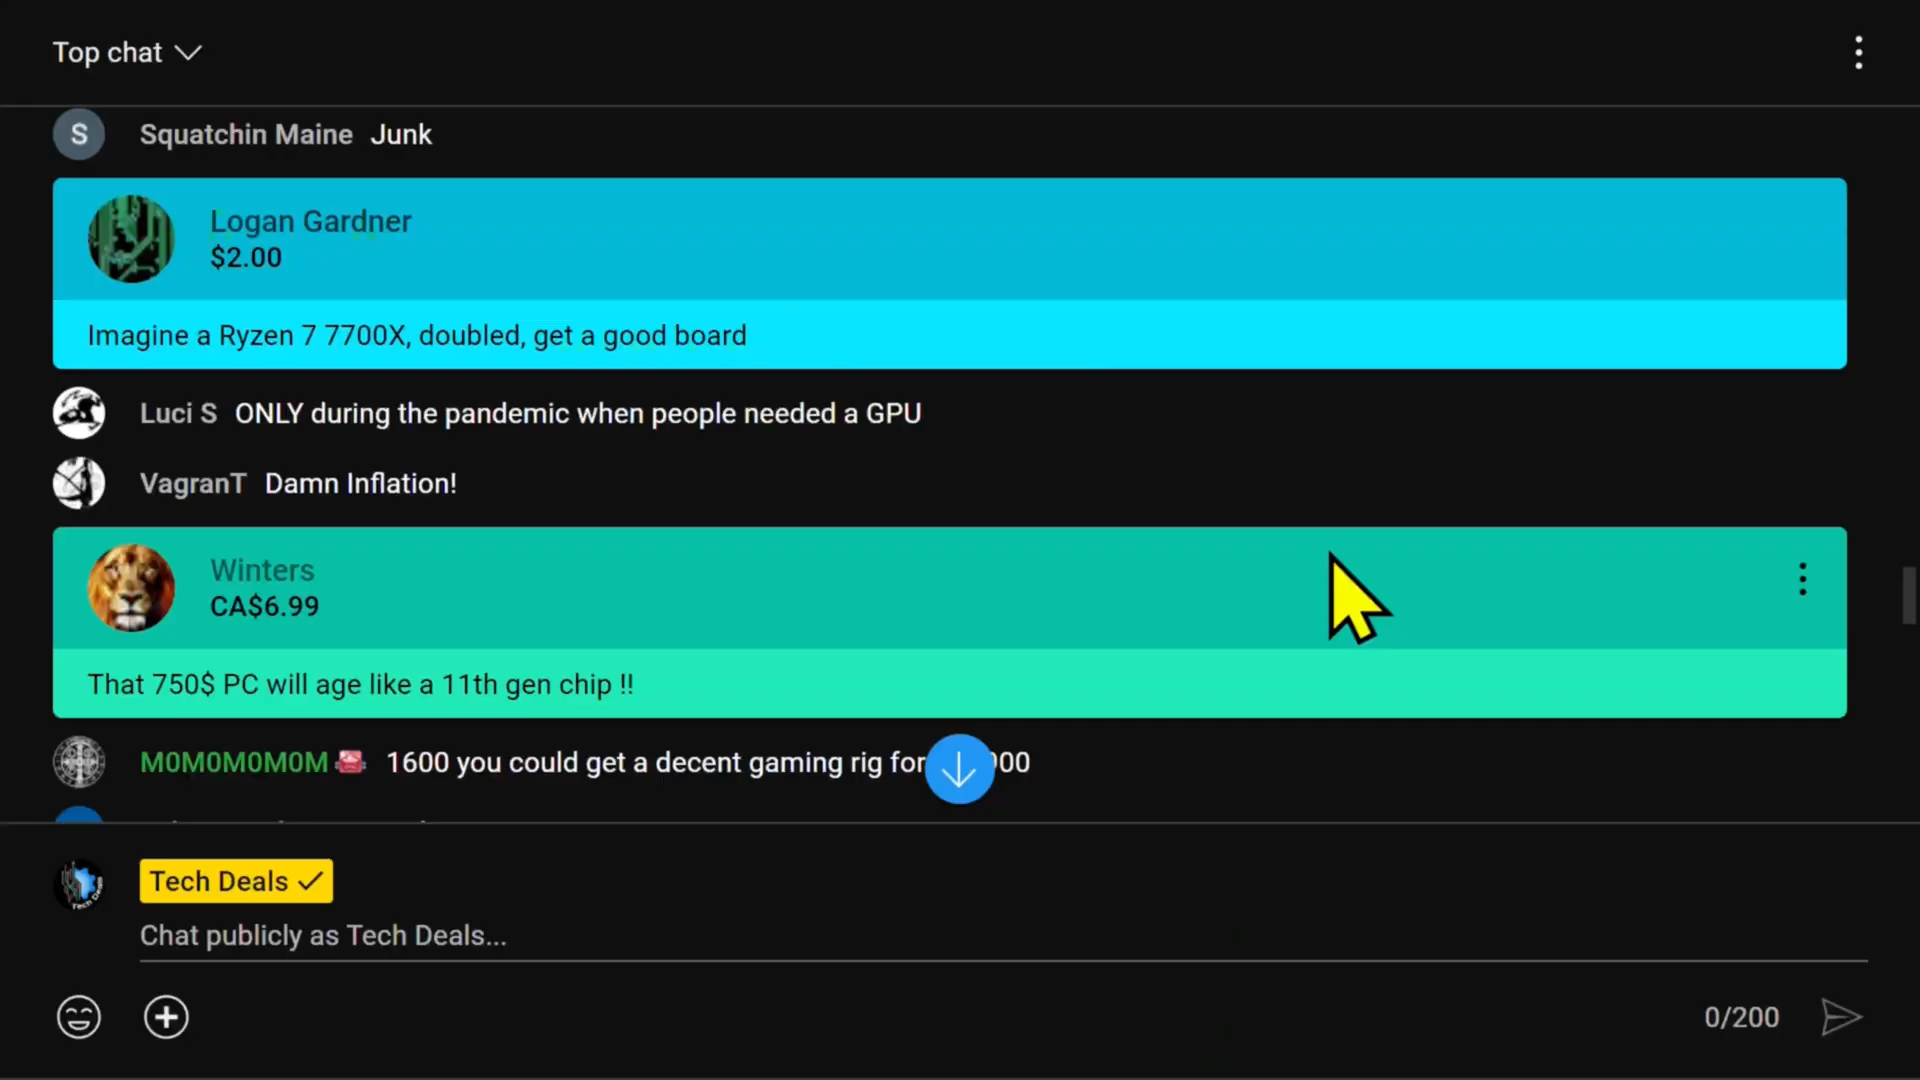 Top chat
S Squatchin Maine Junk
Logan Gardner
$2.00
Imagine a Ryzen 7 7700X, doubled, get a good board
Luci S ONLY during the pandemic when people needed a GPU
VagranT Damn Inflation!
Winters
CA$6.99
That 750$ PC will age like a 11th gen chip !!
M0M0M0M0M 1600 you could get a decent gaming rig for
Tech Deals
Chat publicly as Tech Deals...
0/200